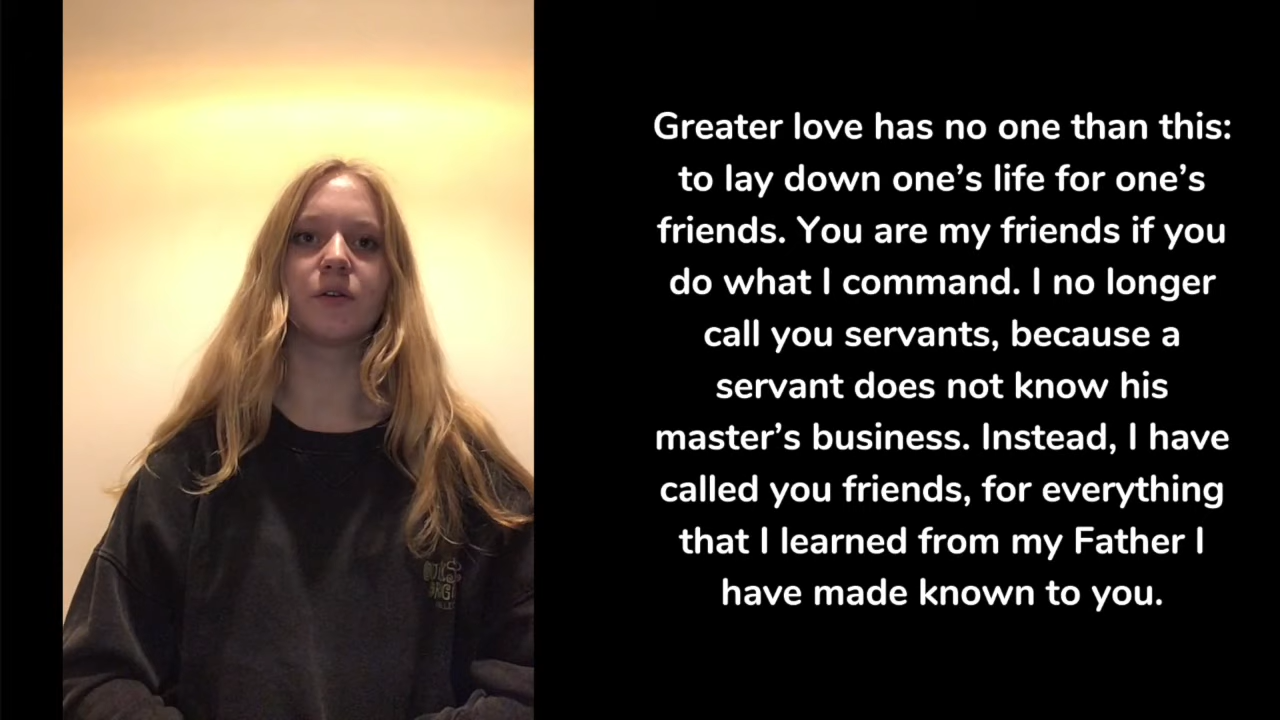 Greater love has no one than this:
to lay down one’s life for one’s
friends. You are my friends if you
do what I command. I no longer
call you servants, because a
servant does not know his
master’s business. Instead, I have
called you friends, for everything
that I learned from my Father I
have made known to you.